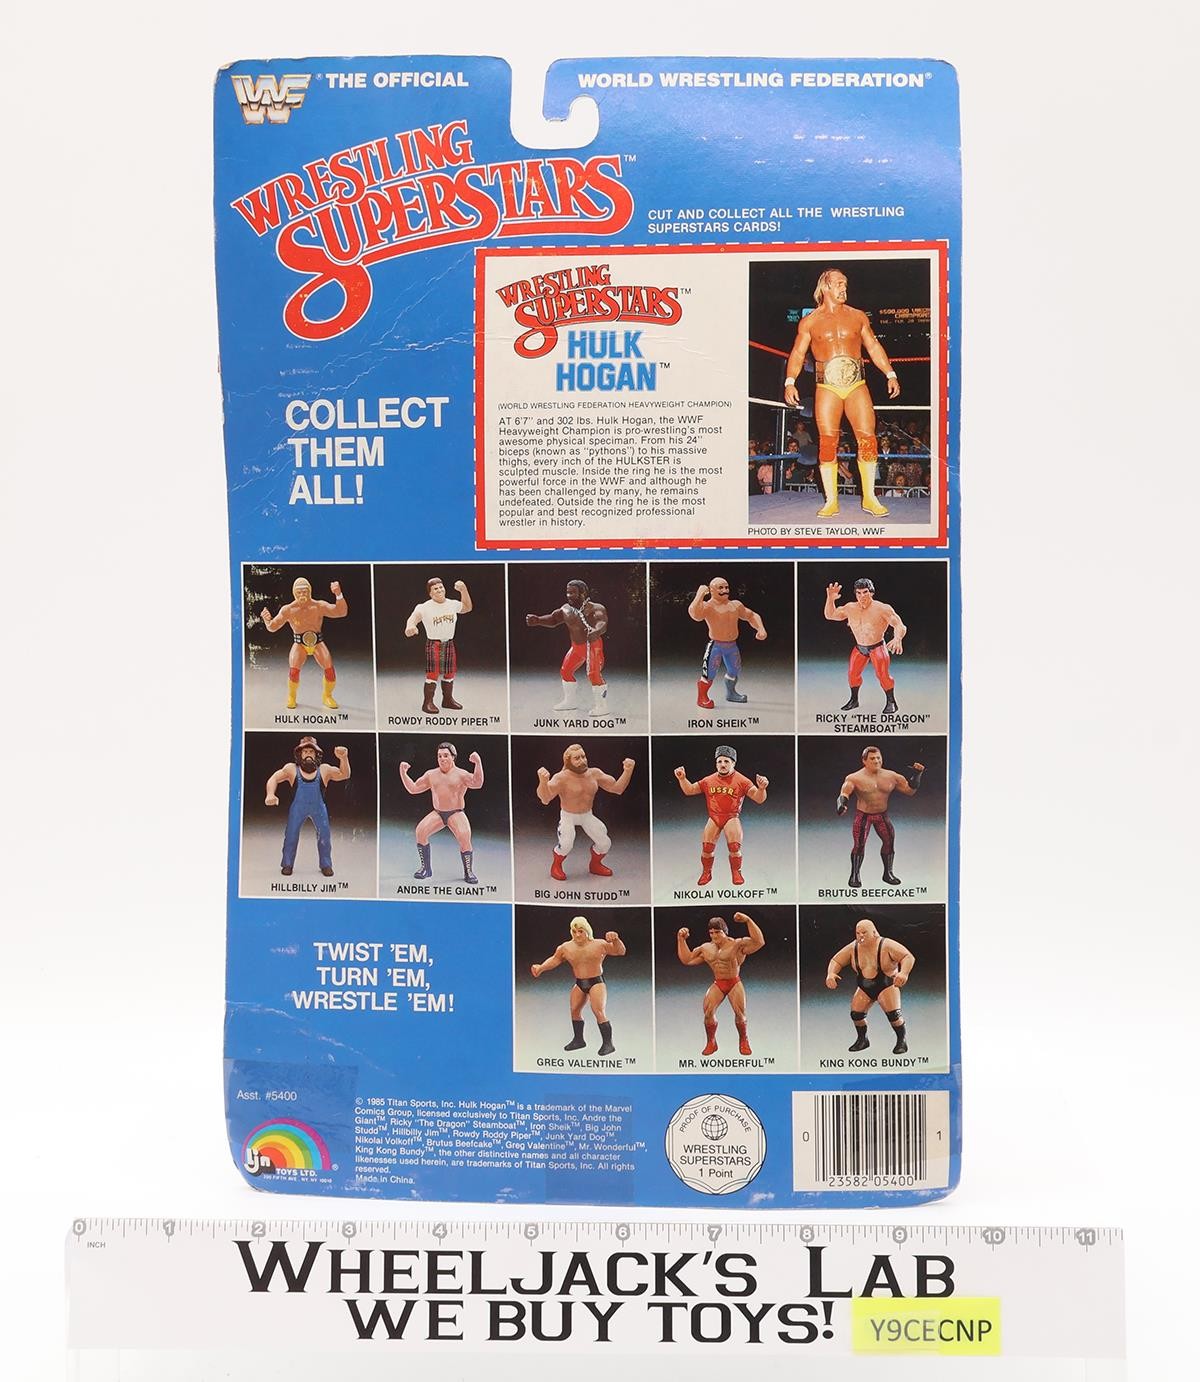 WF ® THE OFFICIAL
WORLD WRESTLING FEDERATION®
WRESTLING
SUPERSTARS™
CUT AND COLLECT ALL THE WRESTLING
SUPERSTARS CARDS!
WRESTLING
SUPERSTARS™
HULK
HOGAN™
(WORLD WRESTLING FEDERATION HEAVYWEIGHT CHAMPION)
AT 6'7" and 302 lbs. Hulk Hogan, the WWF
Heavyweight Champion is pro-wrestling's most
awesome physical speciman. From his 24"
biceps (known as "pythons") to his massive
thighs, every inch of the HULKSTER is
sculpted muscle. Inside the ring he is the most
powerful force in the WWF and although he
has been challenged by many, he remains
undefeated. Outside the ring he is the most
popular and best recognized professional
wrestler in history.
PHOTO BY STEVE TAYLOR, WWF
COLLECT
THEM
ALL!
HULK HOGAN™
ROWDY RODDY PIPER™
JUNK YARD DOG™
IRON SHEIK™
RICKY "THE DRAGON"
STEAMBOAT™
USSR
HILLBILLY JIM™
ANDRE THE GIANT™
BIG JOHN STUDD™
NIKOLAI VOLKOFF™
BRUTUS BEEFCAKE™
TWIST 'EM,
TURN 'EM,
WRESTLE 'EM!
GREG VALENTINE™
MR. WONDERFUL™
KING KONG BUNDY™
Asst. #5400
ljn
TOYS LTD. ®
200 FIFTH AVE. NY, NY 10010
© 1985 Titan Sports, Inc. Hulk Hogan™ is a trademark of the Marvel
Comics Group, licensed exclusively to Titan Sports, Inc. Andre the
Giant™, Ricky "The Dragon" Steamboat™, Iron Sheik™, Big John
Studd™, Hillbilly Jim™, Rowdy Roddy Piper™, Junk Yard Dog™,
Nikolai Volkoff™, Brutus Beefcake™, Greg Valentine™, Mr. Wonderful™,
King Kong Bundy™, the other distinctive names and all character
likenesses used herein, are trademarks of Titan Sports, Inc. All rights
reserved.
Made in China.
PROOF OF PURCHASE
WRESTLING
SUPERSTARS
1 Point
0 23582 05400 1
0 1 2 3 4 5 6 7 8 9 10 11
INCH
WHEELJACK'S LAB
WE BUY TOYS!
Y9CECNP